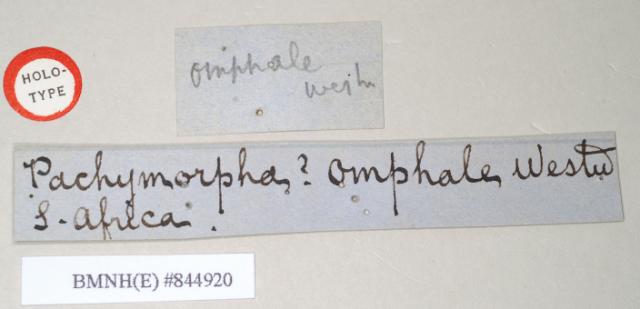 HOLO-
TYPE
omphale
westw
Pachymorpha? omphale Westw
S. Africa.
BMNH(E) #844920